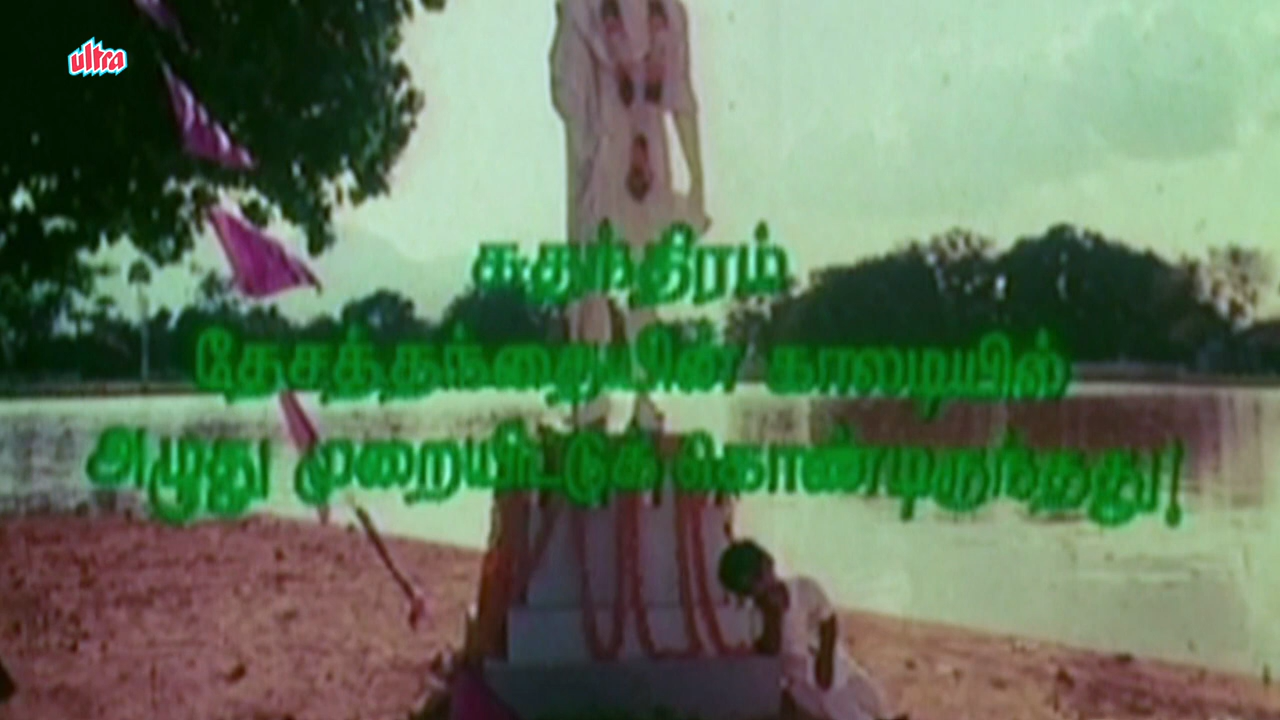 ultra
சுதந்திரம்
தேசத்தந்தையின் காலடியில்
அழுது முறையிட்டுக் கொண்டிருந்தது!